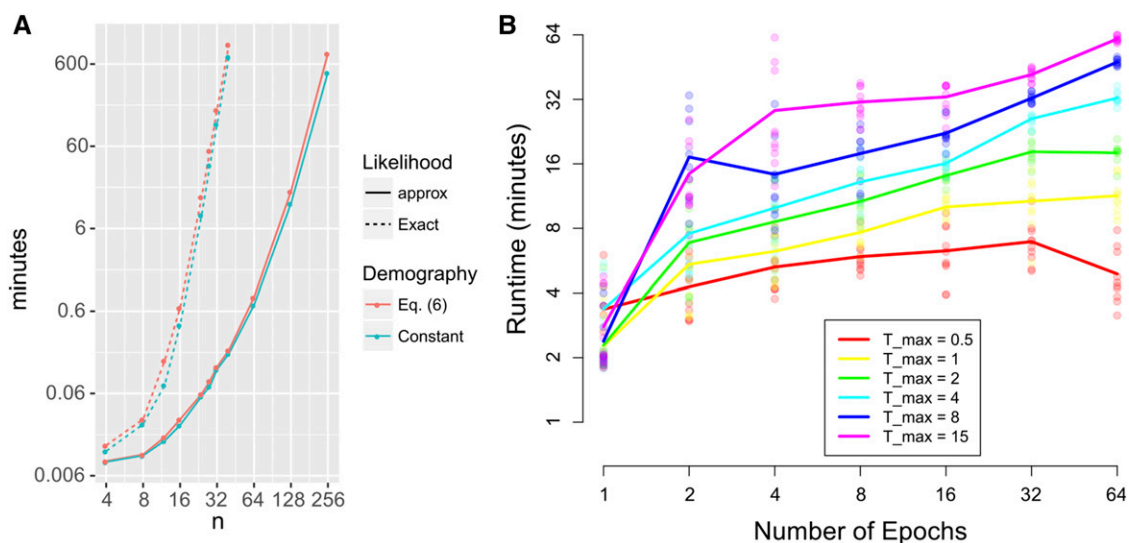 A
minutes
600
60
6
0.6
0.06
0.006
4 8 16 32 64 128 256
n
Likelihood
approx
Exact
Demography
Eq. (6)
Constant
B
Runtime (minutes)
64
32
16
8
4
2
1
T_max = 0.5
T_max = 1
T_max = 2
T_max = 4
T_max = 8
T_max = 15
1 2 4 8 16 32 64
Number of Epochs